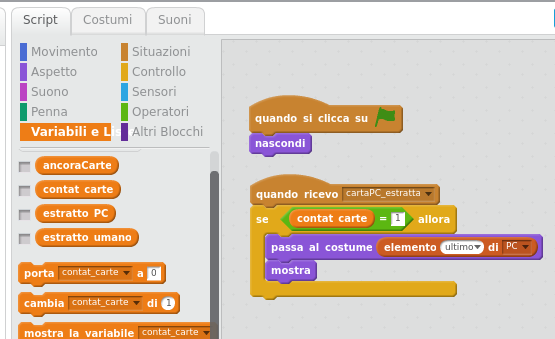 Script Costumi Suoni
Movimento Situazioni
Aspetto Controllo
Suono Sensori
Penna Operatori
Variabili e L Altri Blocchi
ancoraCarte
contat carte
estratto PC
estratto umano
porta contat_carte a 0
cambia contat_carte di 1
mostra la variabile contat_carte
quando si clicca su
nascondi
quando ricevo cartaPC_estratta
se contat carte = 1 allora
passa al costume elemento ultimo di PC
mostra